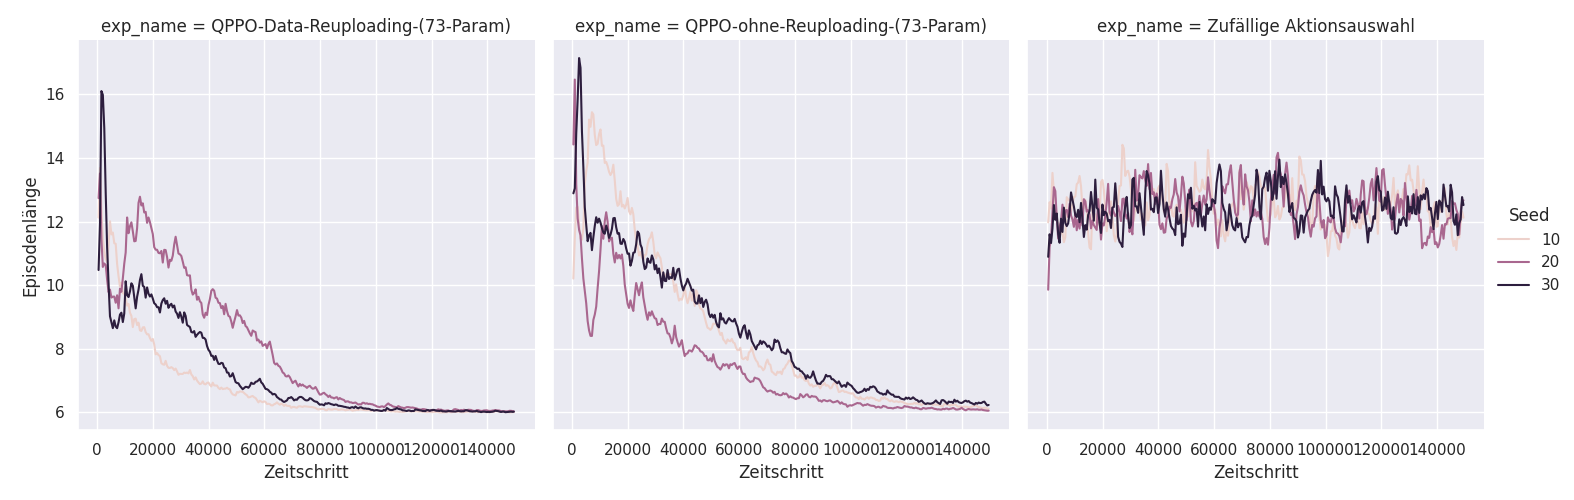 exp_name = QPPO-Data-Reuploading-(73-Param)
exp_name = QPPO-ohne-Reuploading-(73-Param)
exp_name = Zufällige Aktionsauswahl
Episodenlänge
16
14
12
10
8
6
0 20000 40000 60000 80000 100000 120000 140000
0 20000 40000 60000 80000 100000 120000 140000
0 20000 40000 60000 80000 100000 120000 140000
Zeitschritt
Zeitschritt
Zeitschritt
Seed
10
20
30